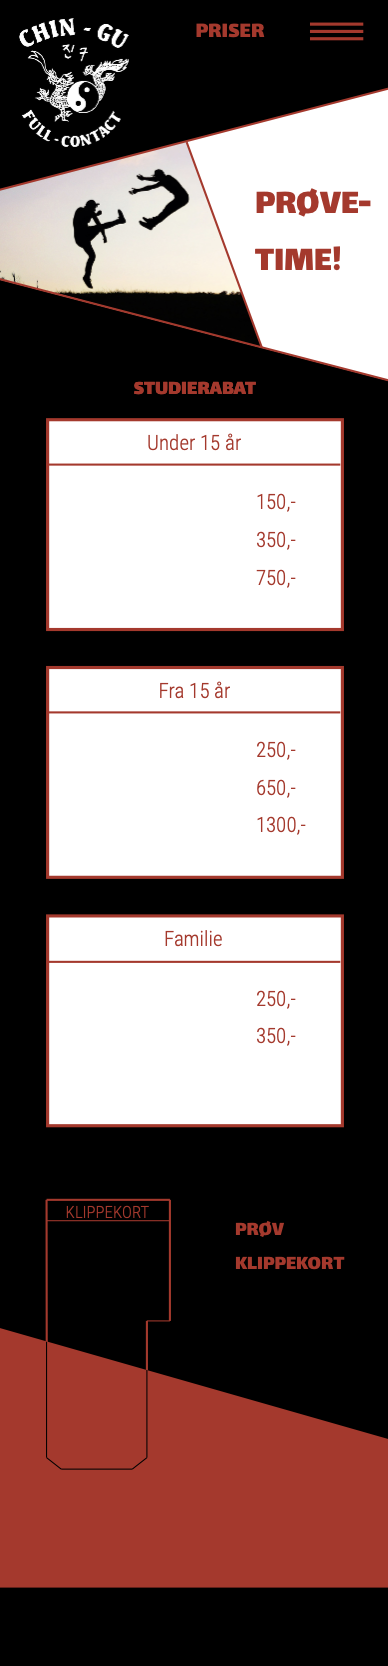 CHIN - GU
친구
FULL - CONTACT
PRISER
PRØVE-
TIME!
STUDIERABAT
Under 15 år
150,-
350,-
750,-
Fra 15 år
250,-
650,-
1300,-
Familie
250,-
350,-
KLIPPEKORT
PRØV
KLIPPEKORT